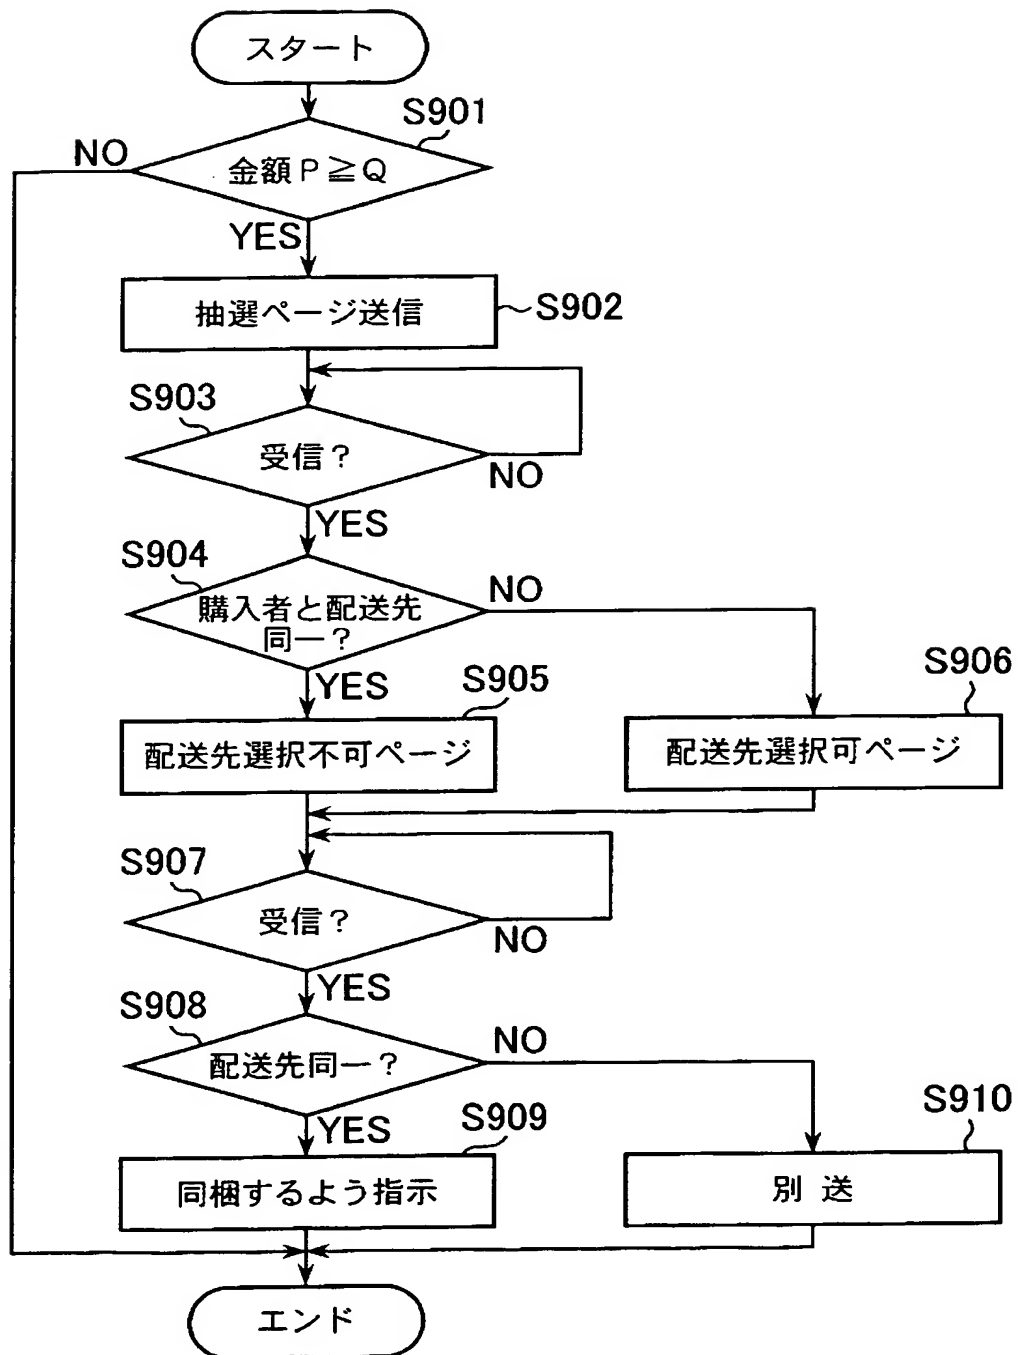 スタート
S901
NO
金額P≧Q
YES
抽選ページ送信
S902
S903
受信?
NO
YES
S904
NO
購入者と配送先
同一?
YES
S905
S906
配送先選択不可ページ
配送先選択可ページ
S907
受信?
NO
YES
S908
NO
配送先同一?
YES
S909
S910
同梱するよう指示
別 送
エンド